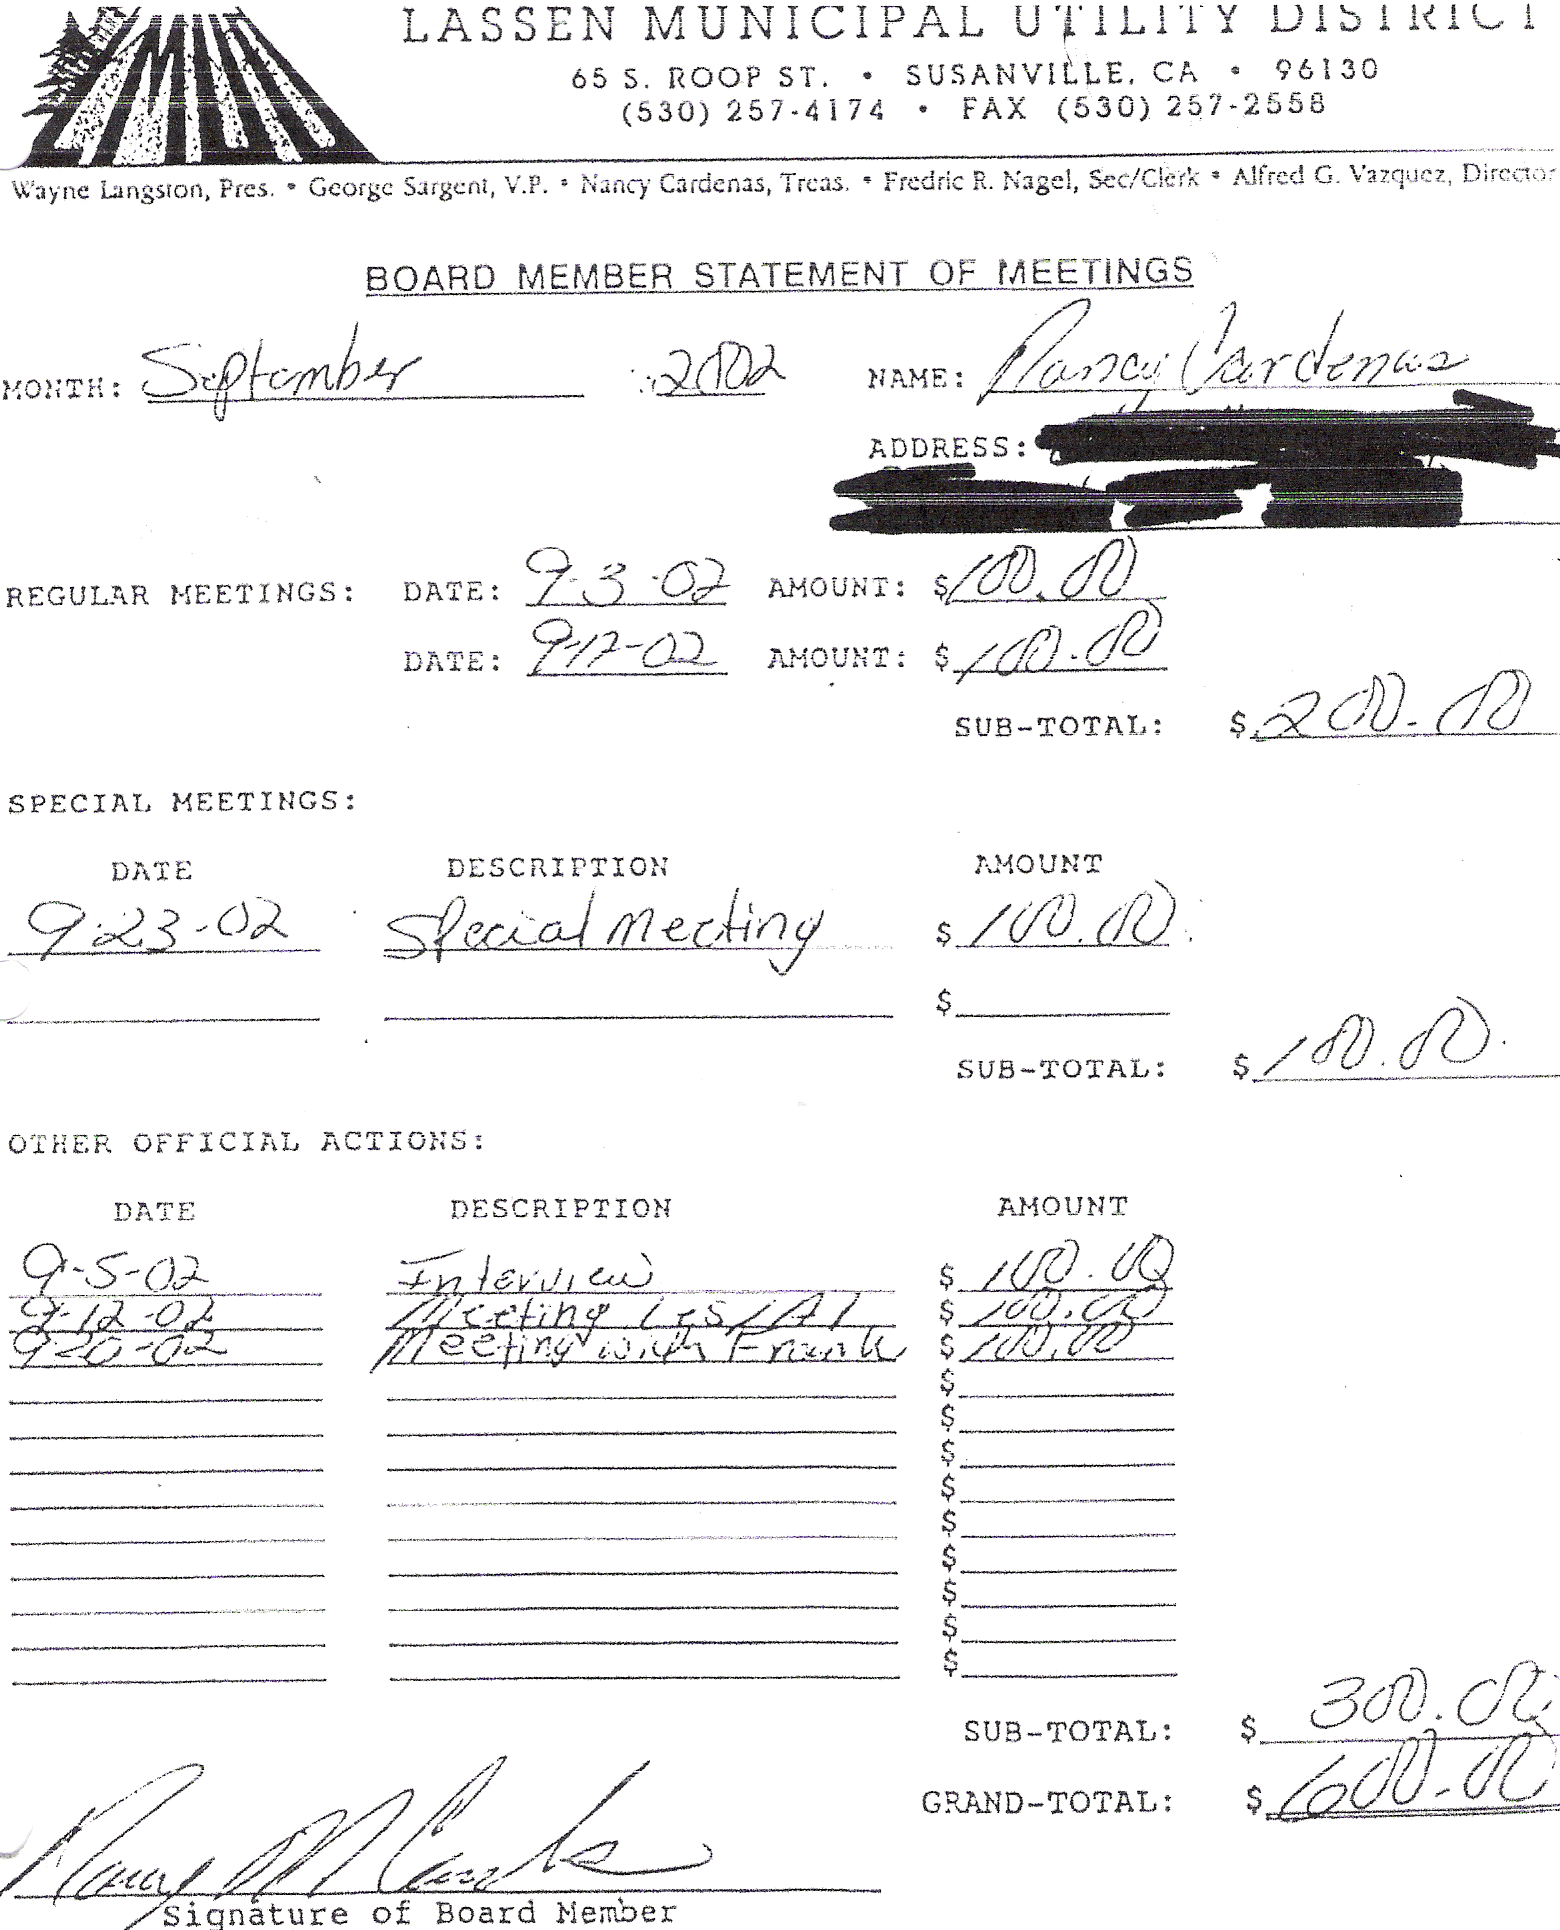 LASSEN MUNICIPAL UTILITY DISTRICT
65 S. ROOP ST. • SUSANVILLE, CA • 96130
(530) 257-4174 • FAX (530) 257-2558
Wayne Langston, Pres. • George Sargent, V.P. • Nancy Cardenas, Treas. • Fredric R. Nagel, Sec/Clerk • Alfred G. Vazquez, Director
BOARD MEMBER STATEMENT OF MEETINGS
MONTH: September 2002 NAME: Nancy Cardenas
ADDRESS:
REGULAR MEETINGS: DATE: 9-3-02 AMOUNT: $100.00
DATE: 9-17-02 AMOUNT: $100.00
SUB-TOTAL: $200.00
SPECIAL MEETINGS:
DATE DESCRIPTION AMOUNT
9-23-02 Special Meeting $100.00
$
SUB-TOTAL: $100.00
OTHER OFFICIAL ACTIONS:
DATE DESCRIPTION AMOUNT
9-5-02 Interview $100.00
9-12-02 Meeting $100.00
Meeting with Frank $100.00
$
$
$
$
$
$
$
$
$
SUB-TOTAL: $300.00
GRAND-TOTAL: $600.00
Signature of Board Member